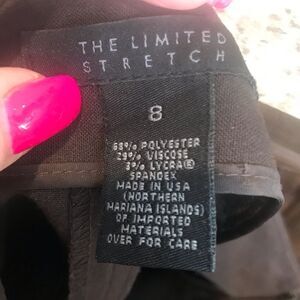 THE LIMITED
STRETCH
8
68% POLYESTER
29% VISCOSE
3% LYCRA®
SPANDEX
MADE IN USA
(NORTHERN
MARIANA ISLANDS)
OF IMPORTED
MATERIALS
OVER FOR CARE